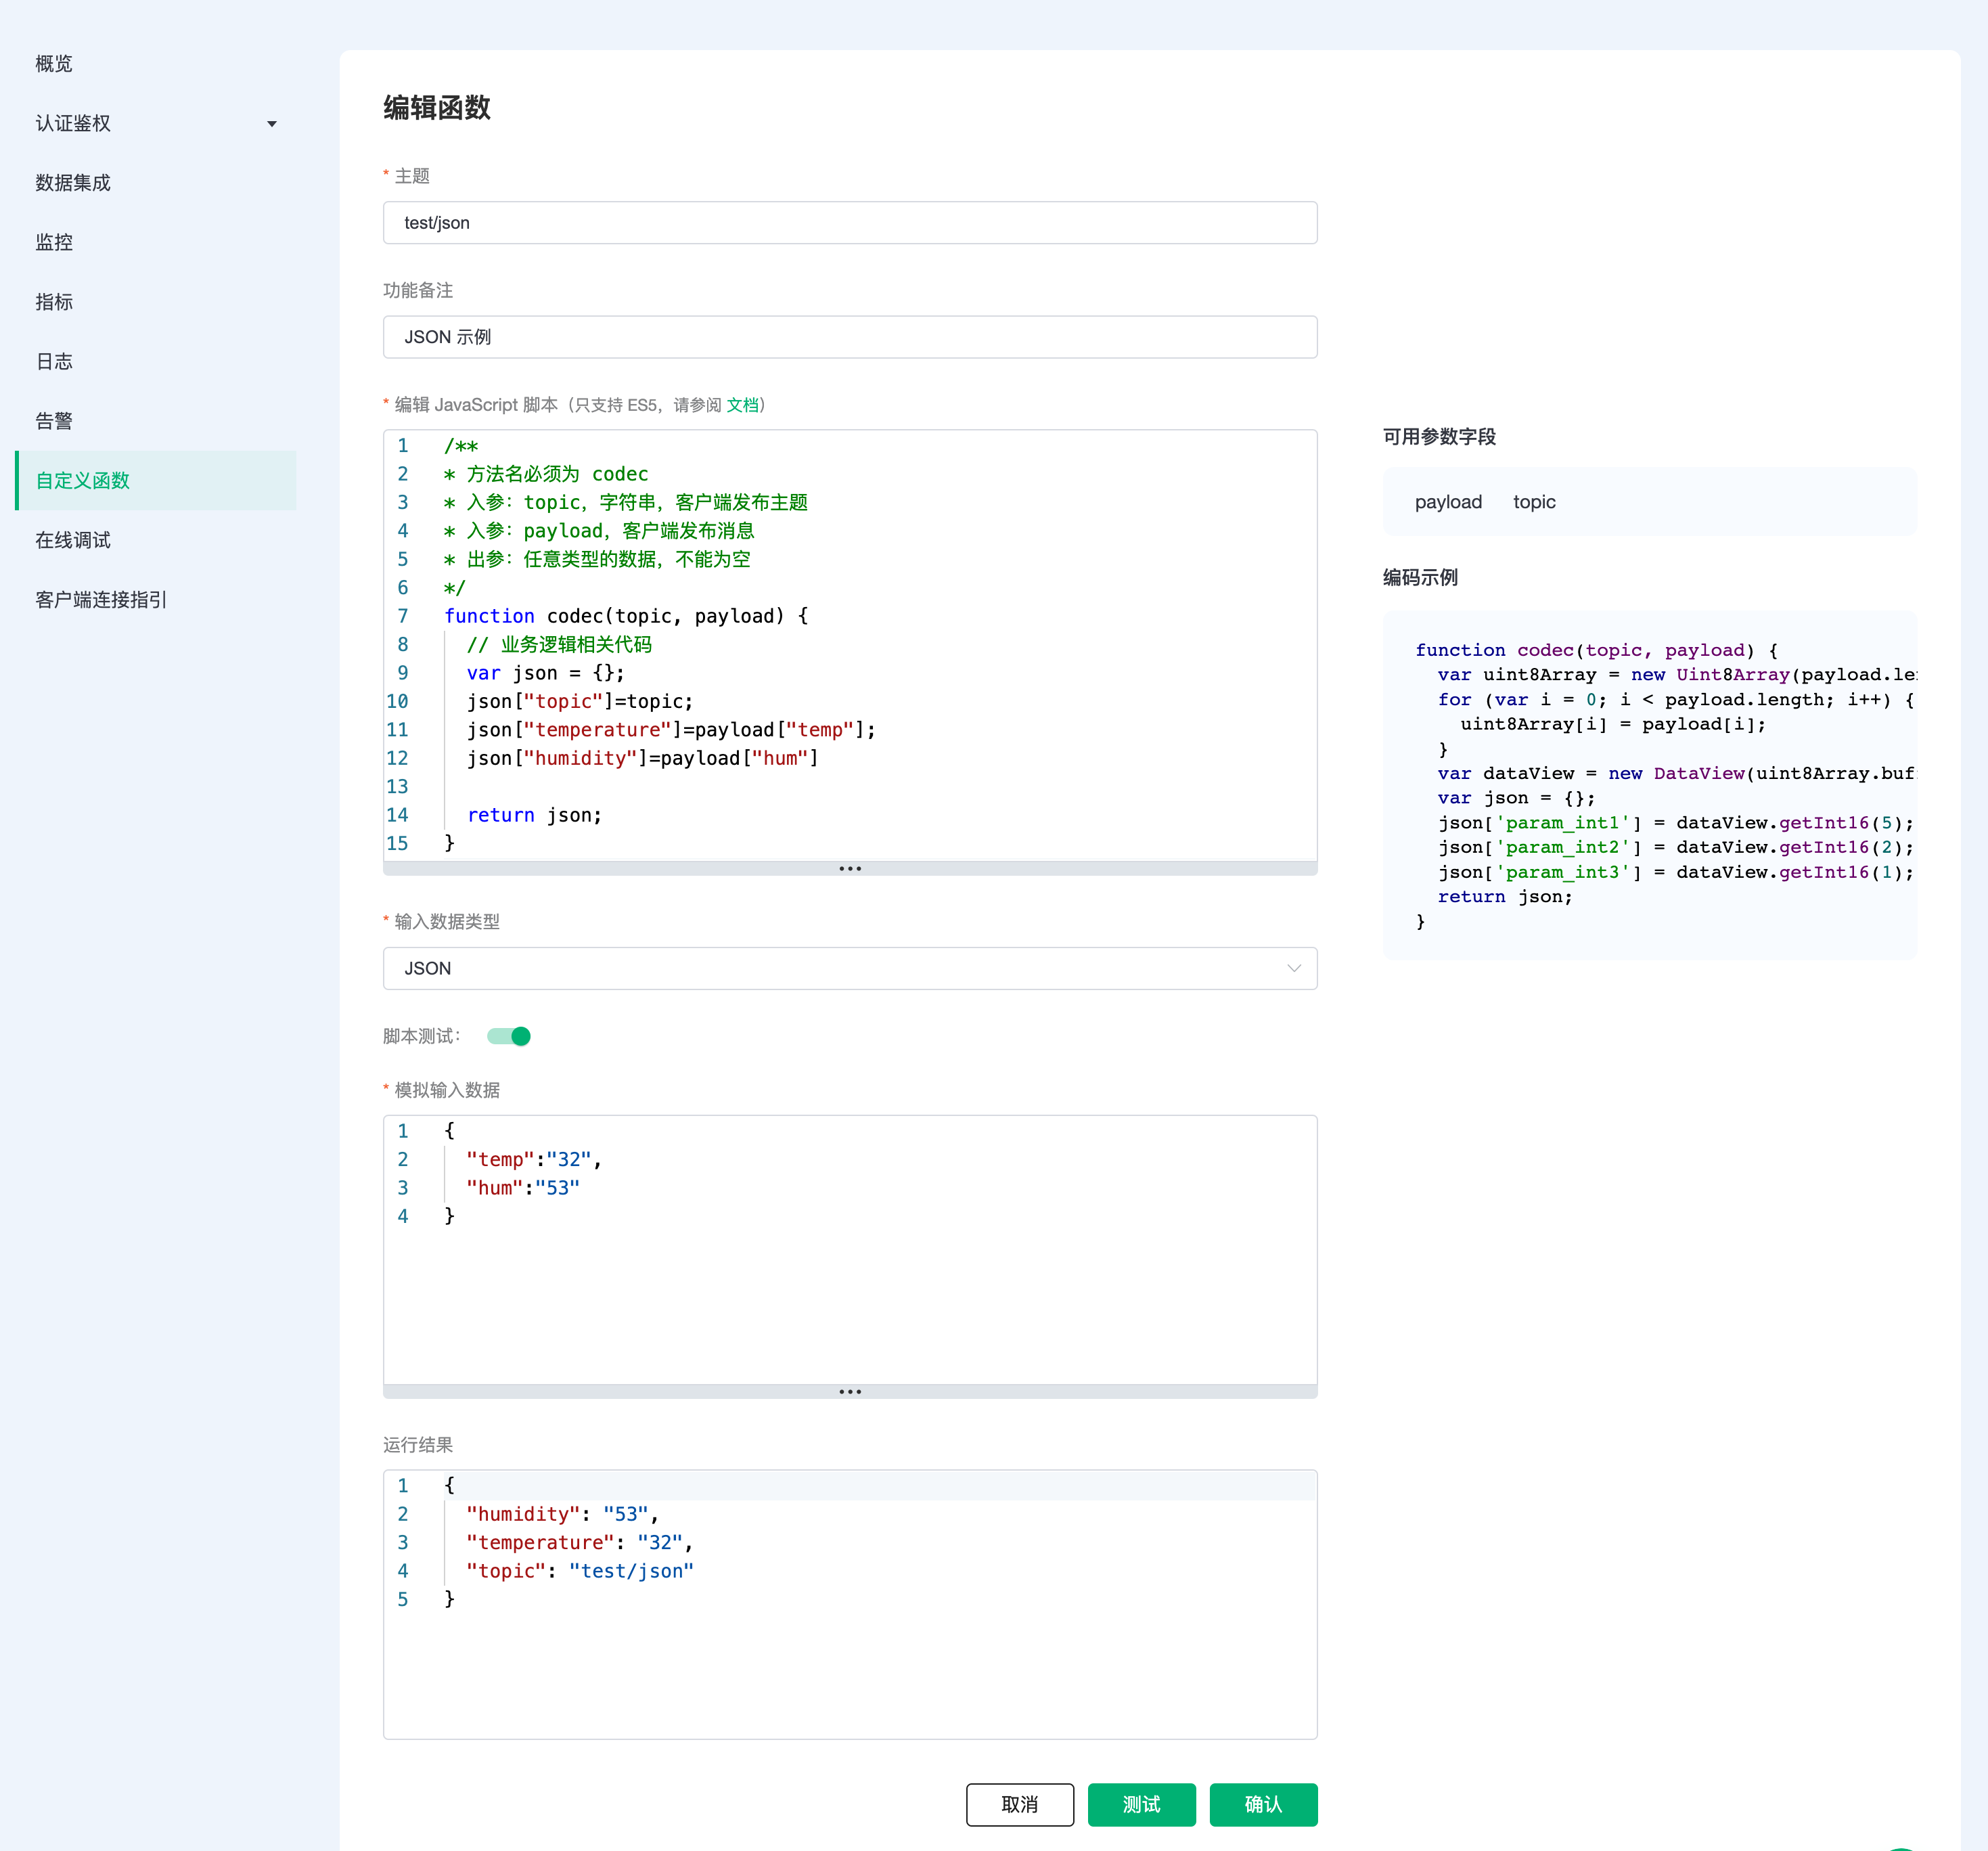 概览
认证鉴权
数据集成
监控
指标
日志
告警
自定义函数
在线调试
客户端连接指引
编辑函数
* 主题
test/json
功能备注
JSON 示例
* 编辑 JavaScript 脚本（只支持 ES5，请参阅 文档）
1 /**
2 * 方法名必须为 codec
3 * 入参：topic，字符串，客户端发布主题
4 * 入参：payload，客户端发布消息
5 * 出参：任意类型的数据，不能为空
6 */
7 function codec(topic, payload) {
8 // 业务逻辑相关代码
9 var json = {};
10 json["topic"]=topic;
11 json["temperature"]=payload["temp"];
12 json["humidity"]=payload["hum"]
13
14 return json;
15 }
* 输入数据类型
JSON
脚本测试：
* 模拟输入数据
1 {
2 "temp":"32",
3 "hum":"53"
4 }
运行结果
1 {
2 "humidity": "53",
3 "temperature": "32",
4 "topic": "test/json"
5 }
取消 测试 确认
可用参数字段
payload topic
编码示例
function codec(topic, payload) {
var uint8Array = new Uint8Array(payload.le
for (var i = 0; i < payload.length; i++) {
uint8Array[i] = payload[i];
}
var dataView = new DataView(uint8Array.buf
var json = {};
json['param_int1'] = dataView.getInt16(5);
json['param_int2'] = dataView.getInt16(2);
json['param_int3'] = dataView.getInt16(1);
return json;
}